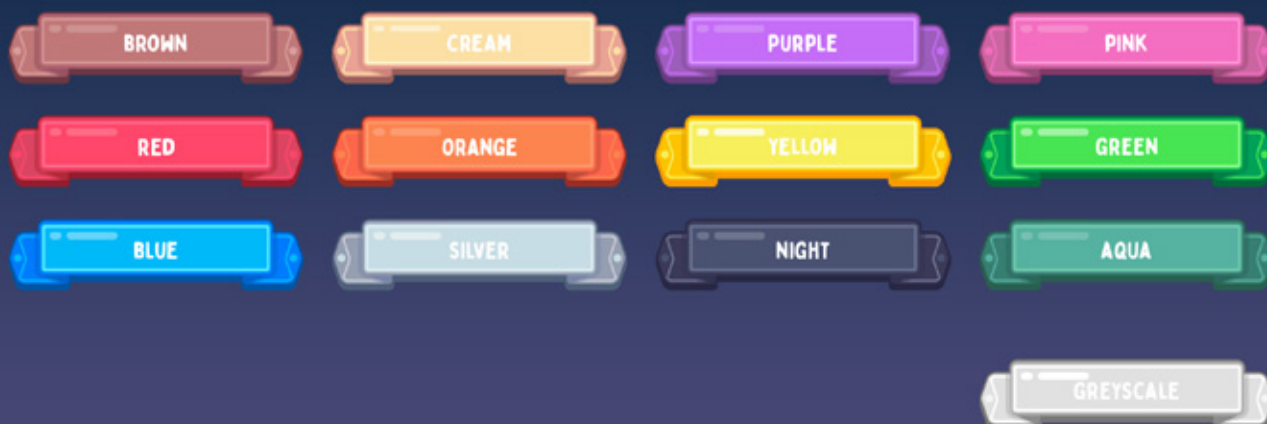 BROWN
CREAM
PURPLE
PINK
RED
ORANGE
YELLOW
GREEN
BLUE
SILVER
NIGHT
AQUA
GREYSCALE